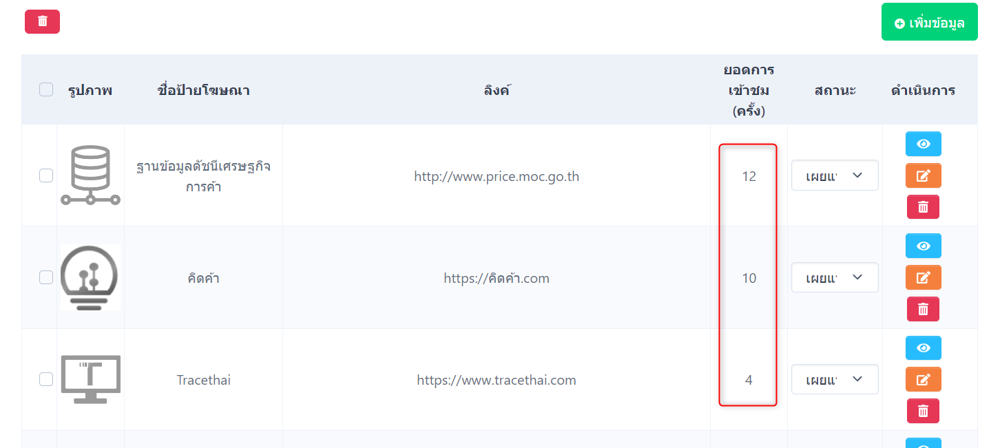 เพิ่มข้อมูล
รูปภาพ
ชื่อป้ายโฆษณา
ลิงค์
ยอดการ
เข้าชม
(ครั้ง)
สถานะ
ดำเนินการ
ฐานข้อมูลดัชนีเศรษฐกิจ
การค้า
http://www.price.moc.go.th
12
เผยแ
คิดค้า
https://คิดค้า.com
10
เผยแ
T
Tracethai
https://www.tracethai.com
4
เผยแ